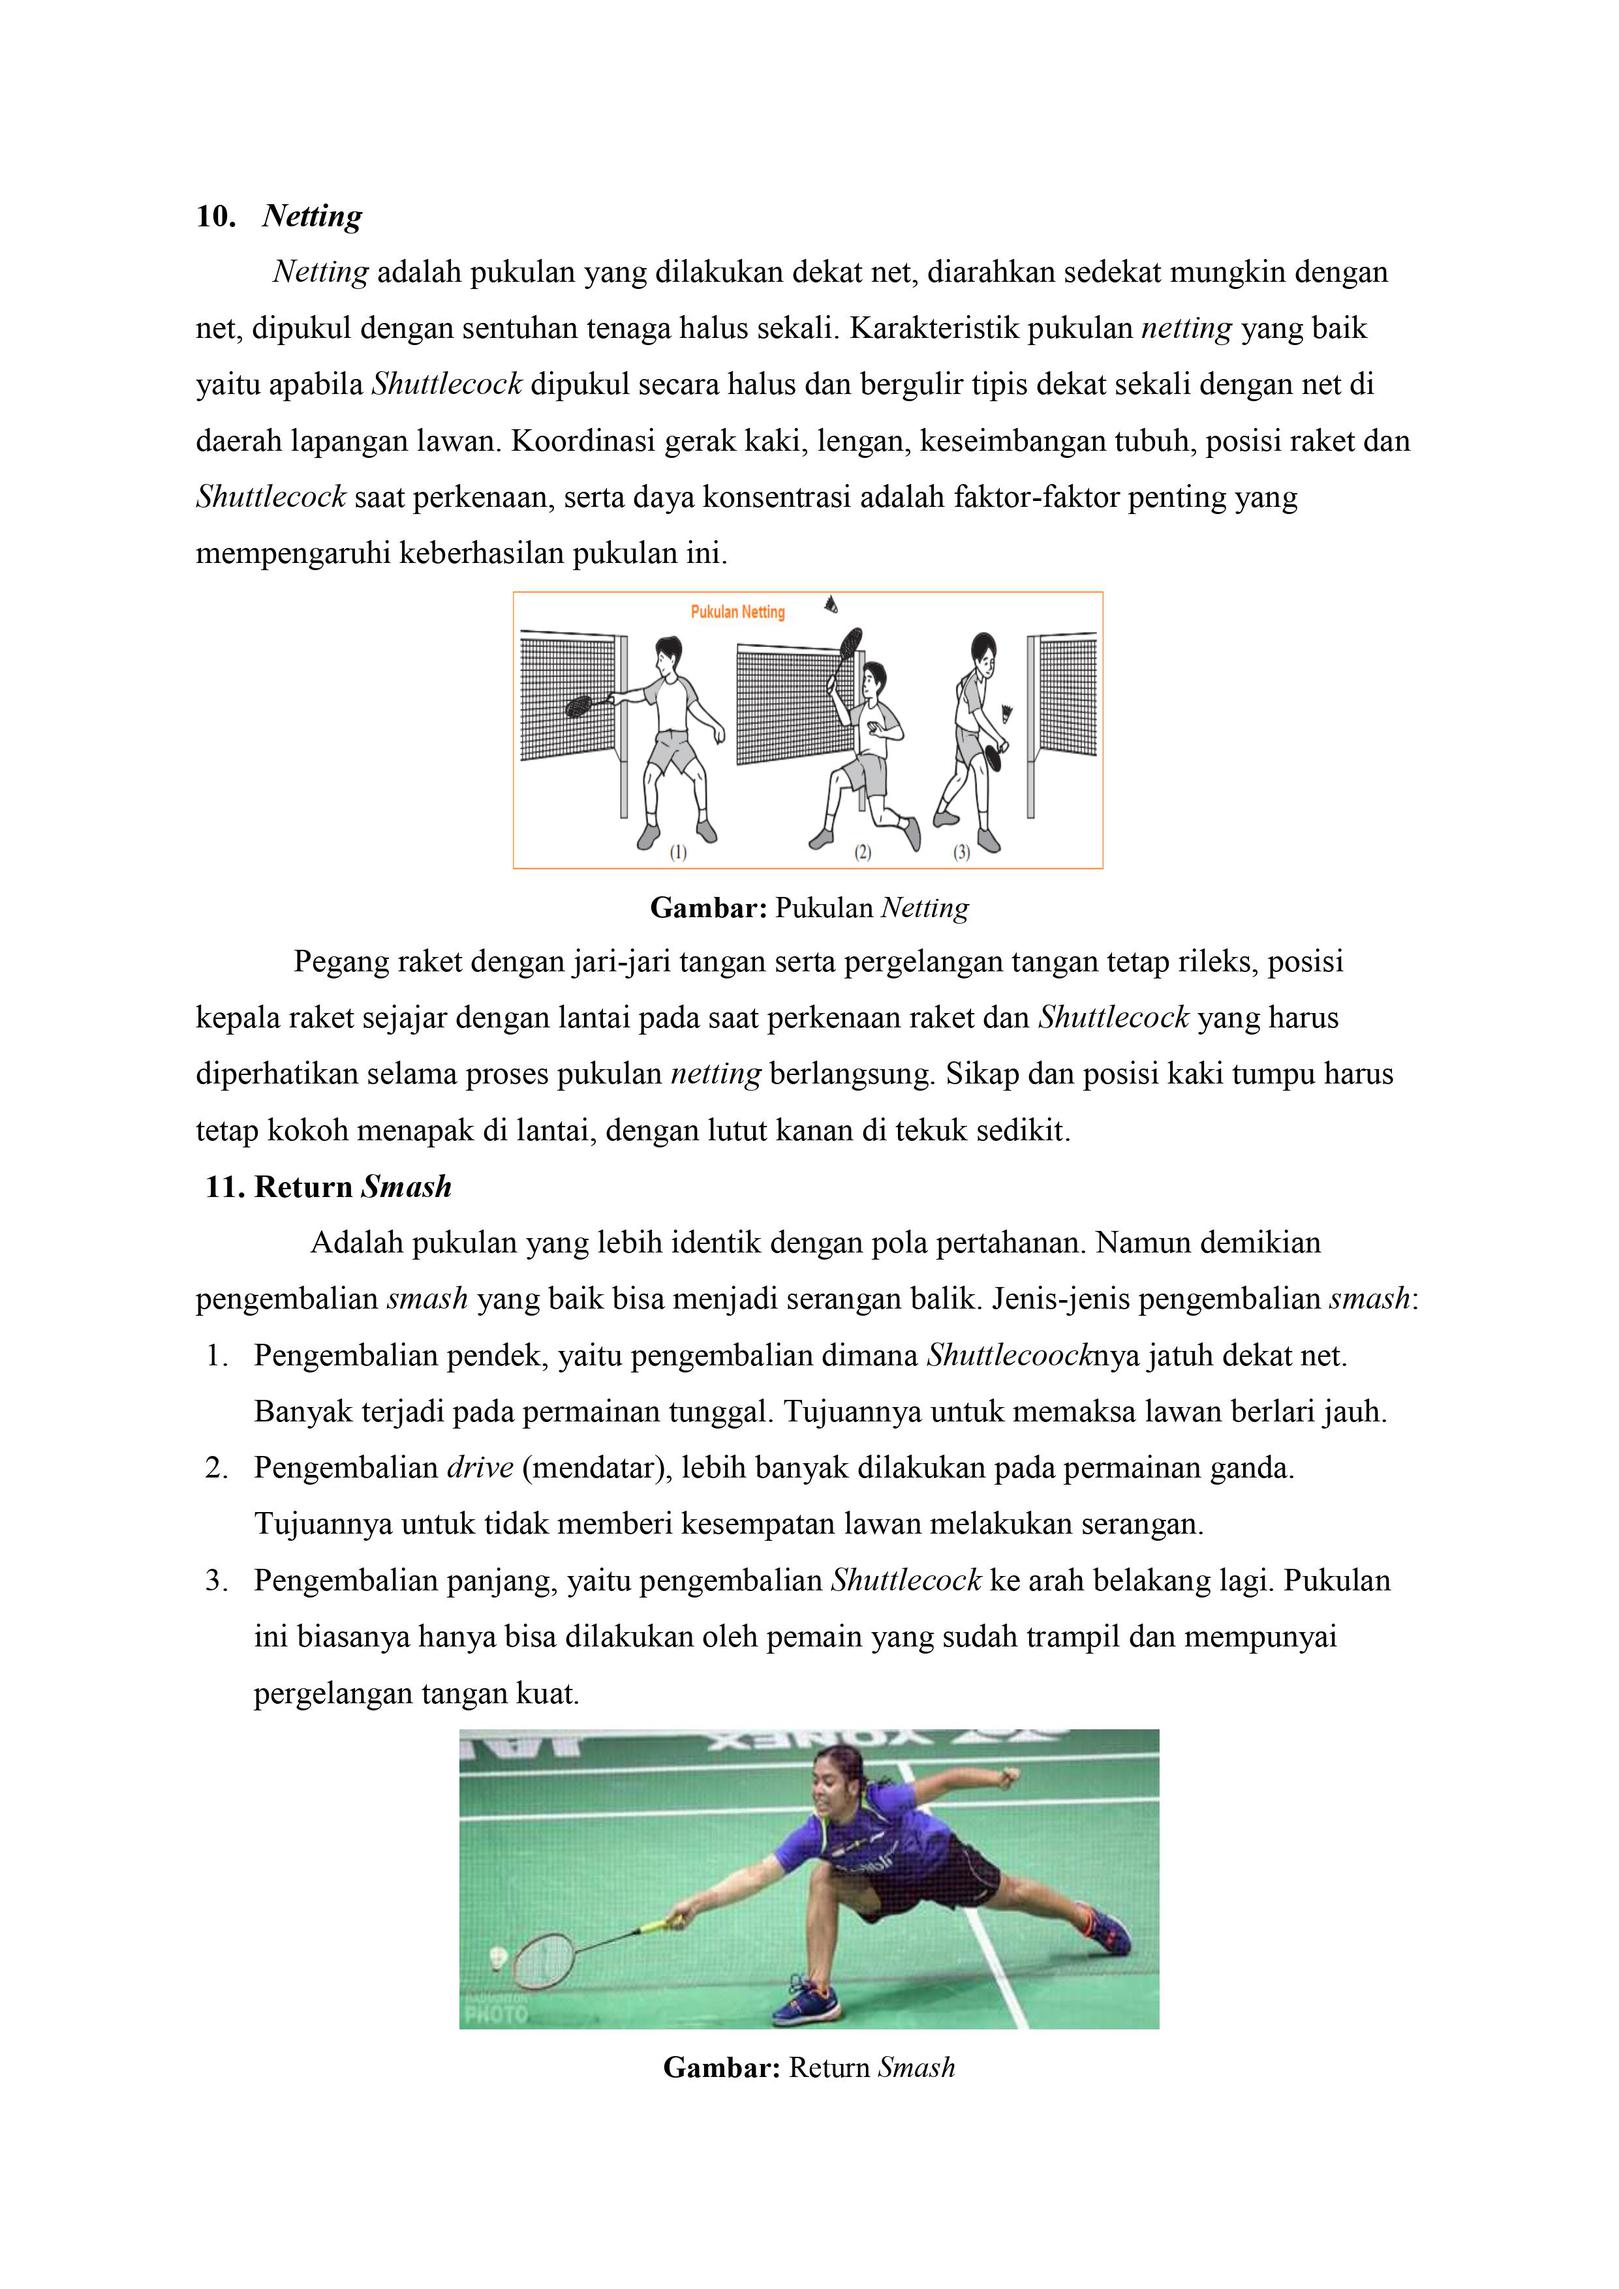 10. Netting
Netting adalah pukulan yang dilakukan dekat net, diarahkan sedekat mungkin dengan
net, dipukul dengan sentuhan tenaga halus sekali. Karakteristik pukulan netting yang baik
yaitu apabila Shuttlecock dipukul secara halus dan bergulir tipis dekat sekali dengan net di
daerah lapangan lawan. Koordinasi gerak kaki, lengan, keseimbangan tubuh, posisi raket dan
Shuttlecock saat perkenaan, serta daya konsentrasi adalah faktor-faktor penting yang
mempengaruhi keberhasilan pukulan ini.
Pukulan Netting
(1) (2) (3)
Gambar: Pukulan Netting
Pegang raket dengan jari-jari tangan serta pergelangan tangan tetap rileks, posisi
kepala raket sejajar dengan lantai pada saat perkenaan raket dan Shuttlecock yang harus
diperhatikan selama proses pukulan netting berlangsung. Sikap dan posisi kaki tumpu harus
tetap kokoh menapak di lantai, dengan lutut kanan di tekuk sedikit.
11. Return Smash
Adalah pukulan yang lebih identik dengan pola pertahanan. Namun demikian
pengembalian smash yang baik bisa menjadi serangan balik. Jenis-jenis pengembalian smash:
1. Pengembalian pendek, yaitu pengembalian dimana Shuttlecoocknya jatuh dekat net.
Banyak terjadi pada permainan tunggal. Tujuannya untuk memaksa lawan berlari jauh.
2. Pengembalian drive (mendatar), lebih banyak dilakukan pada permainan ganda.
Tujuannya untuk tidak memberi kesempatan lawan melakukan serangan.
3. Pengembalian panjang, yaitu pengembalian Shuttlecock ke arah belakang lagi. Pukulan
ini biasanya hanya bisa dilakukan oleh pemain yang sudah trampil dan mempunyai
pergelangan tangan kuat.
YONEX
BADMINTON
PHOTO
Gambar: Return Smash